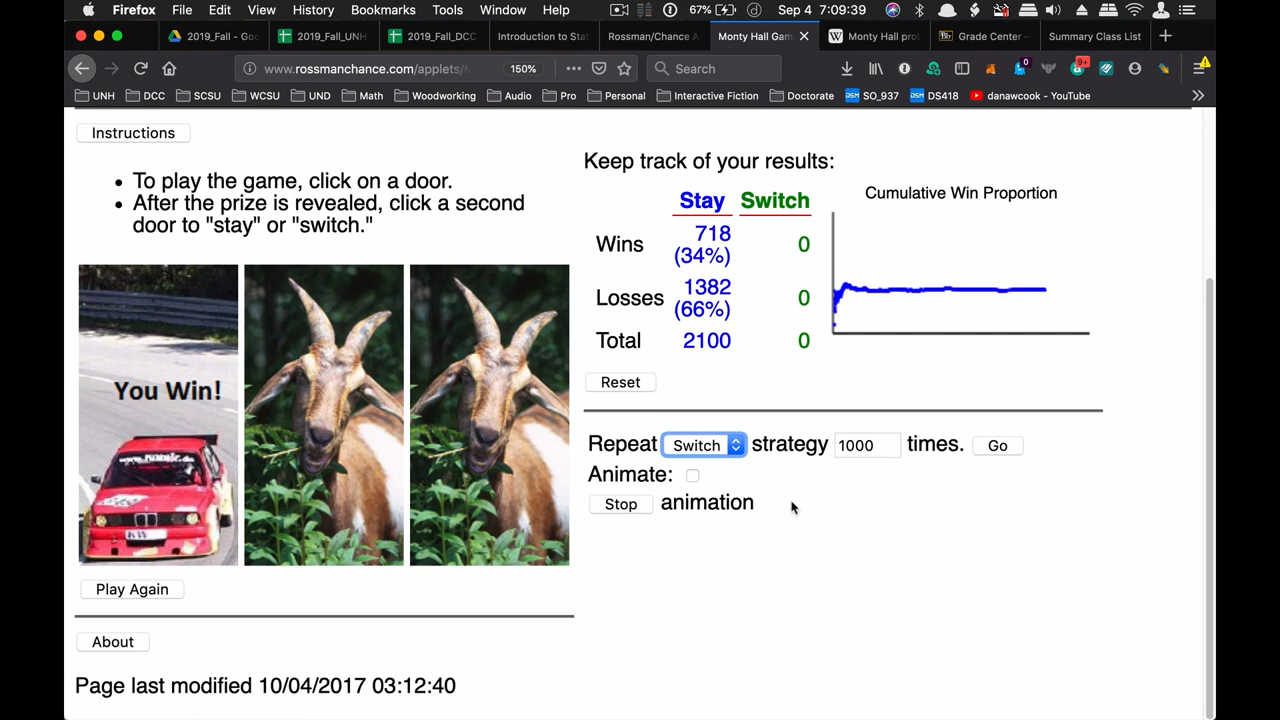 Firefox File Edit View History Bookmarks Tools Window Help 67% Sep 4 7:09:39
2019_Fall - Goo 2019_Fall_UNH 2019_Fall_DCC Introduction to Stat Rossman/Chance A Monty Hall Gam Monty Hall pro Grade Center - Summary Class List
www.rossmanchance.com/applets/ 150% Search
UNH DCC SCSU WCSU UND Math Woodworking Audio Pro Personal Interactive Fiction Doctorate SO_937 DS418 danawcook - YouTube
Instructions
• To play the game, click on a door.
• After the prize is revealed, click a second
door to "stay" or "switch."
You Win!
Play Again
About
Page last modified 10/04/2017 03:12:40
Keep track of your results:
Stay Switch
Wins 718 0
(34%)
Losses 1382 0
(66%)
Total 2100 0
Cumulative Win Proportion
Reset
Repeat Switch strategy 1000 times. Go
Animate:
Stop animation